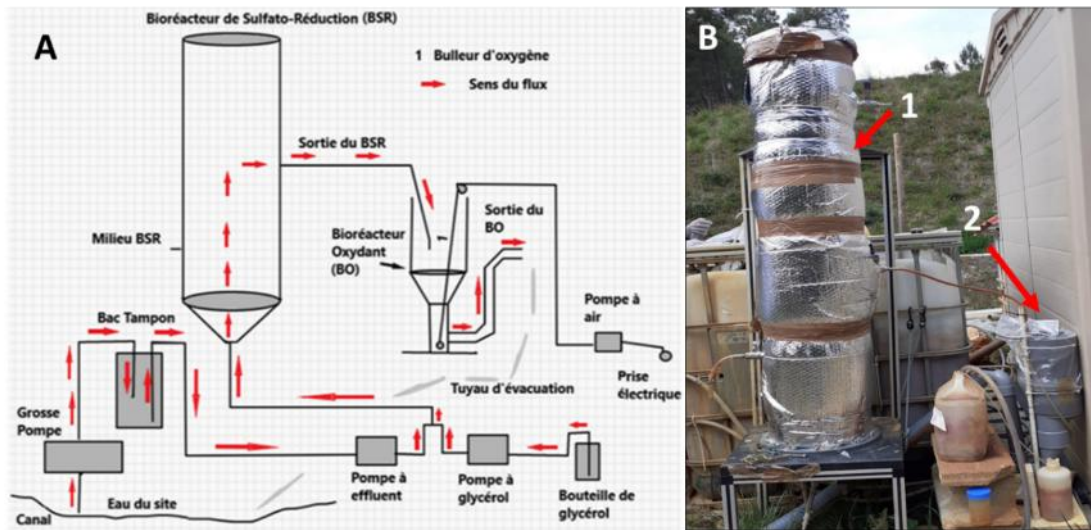 A
Bioréacteur de Sulfato-Réduction (BSR)
1 Bulleur d'oxygène
Sens du flux
Sortie du BSR
Sortie du
BO
1
Milieu BSR
Bioréacteur
Oxydant
(BO)
Bac Tampon
Pompe à
air
Prise
électrique
Tuyau d'évacuation
Grosse
Pompe
Pompe à
effluent
Pompe à
glycérol
Bouteille de
glycérol
Eau du site
Canal
B
1
2